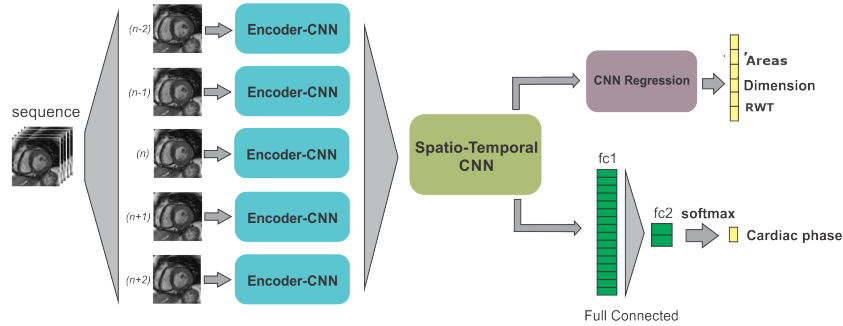 sequence
(n-2)
Encoder-CNN
(n-1)
Encoder-CNN
(n)
Encoder-CNN
(n+1)
Encoder-CNN
(n+2)
Encoder-CNN
Spatio-Temporal
CNN
CNN Regression
Areas
Dimension
RWT
fc1
fc2
softmax
Cardiac phase
Full Connected